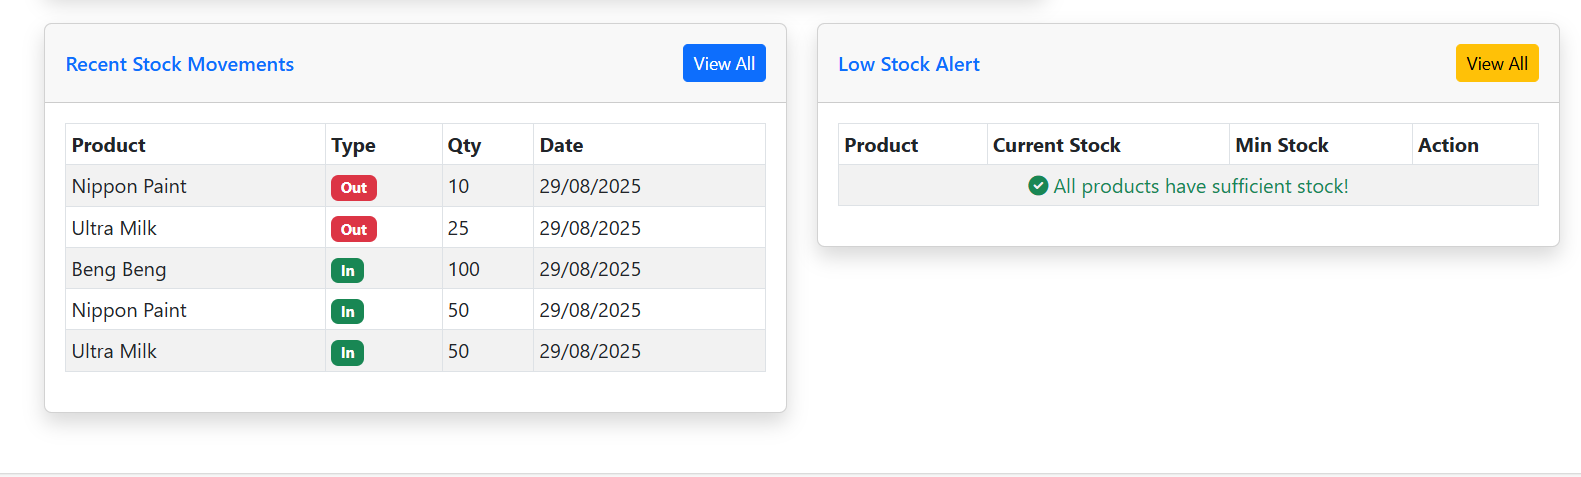 Recent Stock Movements View All
Product Type Qty Date
Nippon Paint Out 10 29/08/2025
Ultra Milk Out 25 29/08/2025
Beng Beng In 100 29/08/2025
Nippon Paint In 50 29/08/2025
Ultra Milk In 50 29/08/2025
Low Stock Alert View All
Product Current Stock Min Stock Action
All products have sufficient stock!